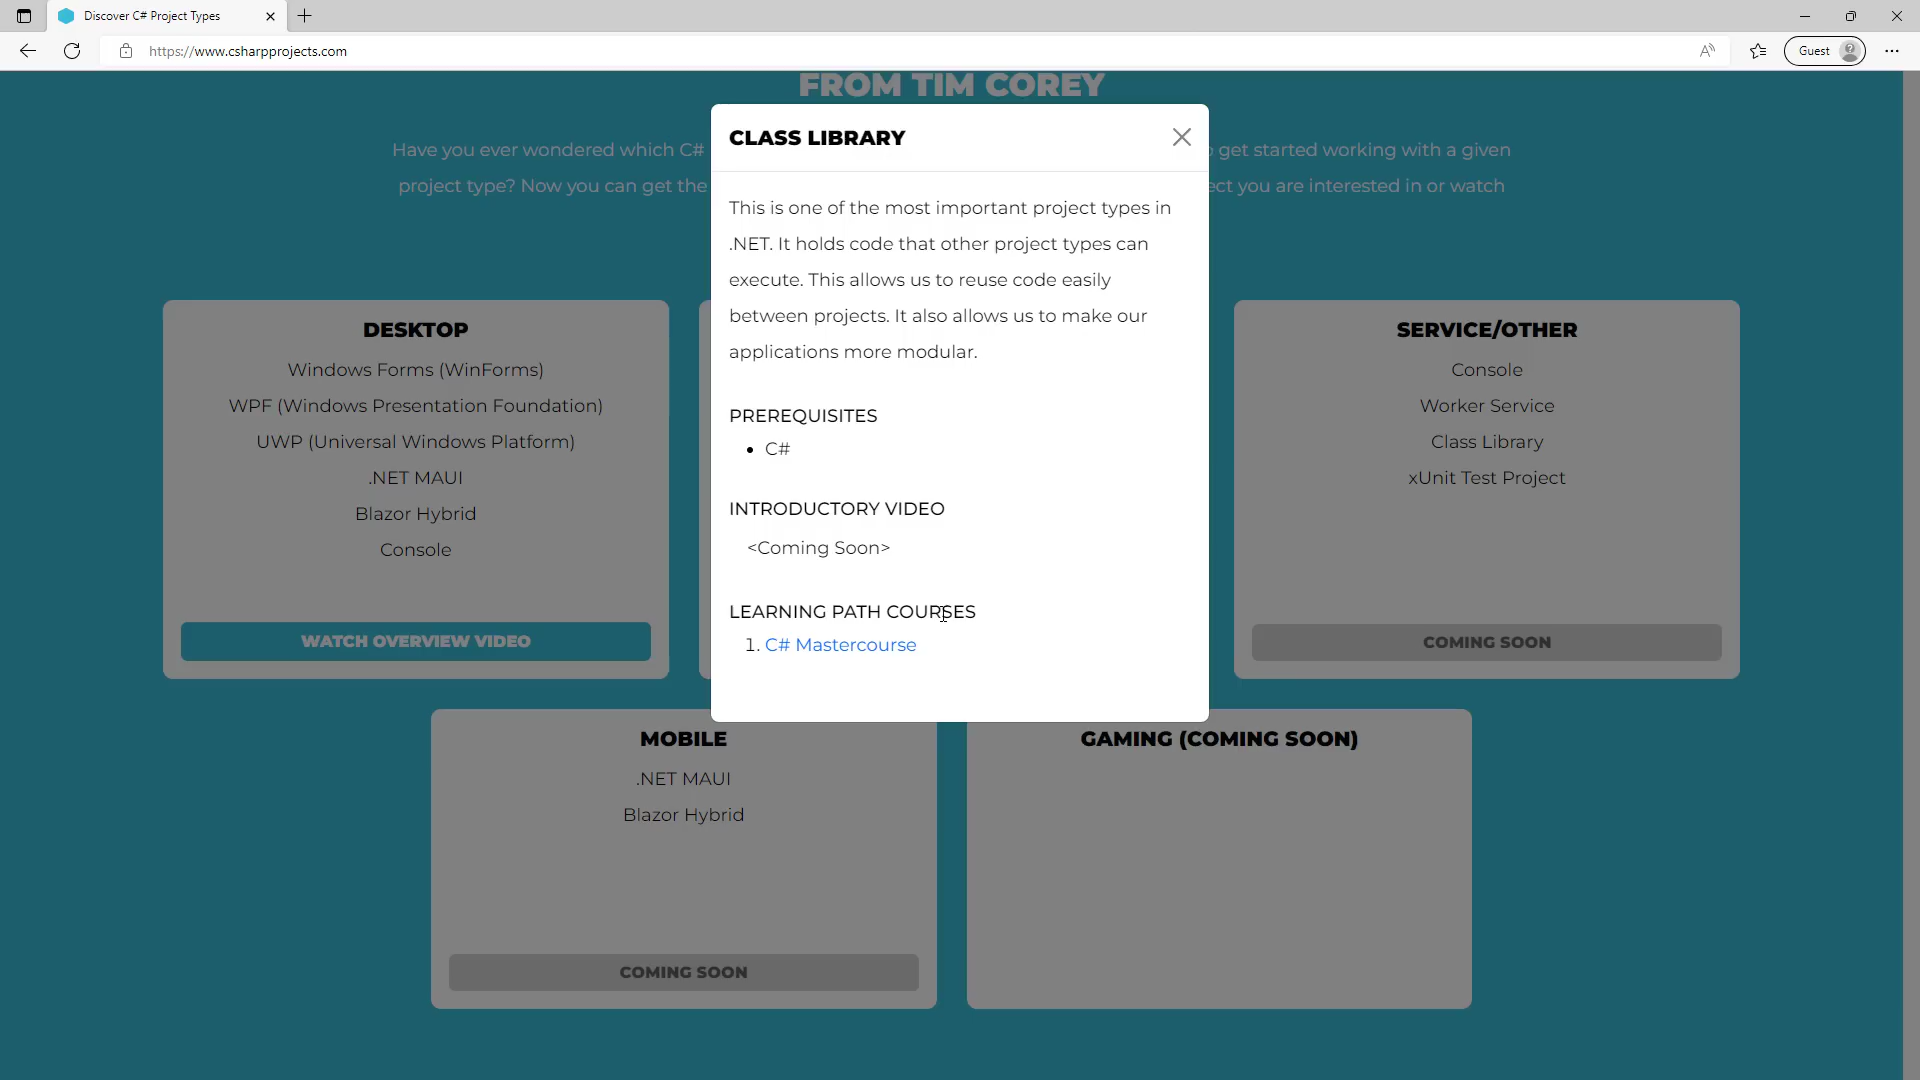 Discover C# Project Types
https://www.csharpprojects.com
Guest
FROM TIM COREY
Have you ever wondered which C#
get started working with a given
project type? Now you can get the
ect you are interested in or watch
CLASS LIBRARY
This is one of the most important project types in
.NET. It holds code that other project types can
execute. This allows us to reuse code easily
between projects. It also allows us to make our
applications more modular.
PREREQUISITES
• C#
INTRODUCTORY VIDEO
<Coming Soon>
LEARNING PATH COURSES
1. C# Mastercourse
DESKTOP
Windows Forms (WinForms)
WPF (Windows Presentation Foundation)
UWP (Universal Windows Platform)
.NET MAUI
Blazor Hybrid
Console
WATCH OVERVIEW VIDEO
SERVICE/OTHER
Console
Worker Service
Class Library
xUnit Test Project
COMING SOON
MOBILE
.NET MAUI
Blazor Hybrid
COMING SOON
GAMING (COMING SOON)